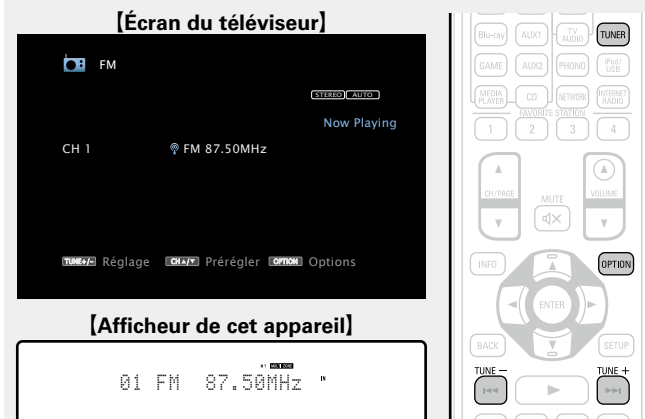 【Écran du téléviseur】
FM
STEREO AUTO
Now Playing
CH 1 FM 87.50MHz
TUNE+/- Réglage CH▲/▼ Prérégler OPTION Options
【Afficheur de cet appareil】
MULTI ZONE
01 FM 87.50MHz IN
Blu-ray AUX1 TV AUDIO TUNER
GAME AUX2 PHONO iPod/USB
MEDIA PLAYER CD NETWORK INTERNET RADIO
FAVORITE STATION
1 2 3 4
CH/PAGE MUTE VOLUME
INFO OPTION
ENTER
BACK SETUP
TUNE − TUNE +